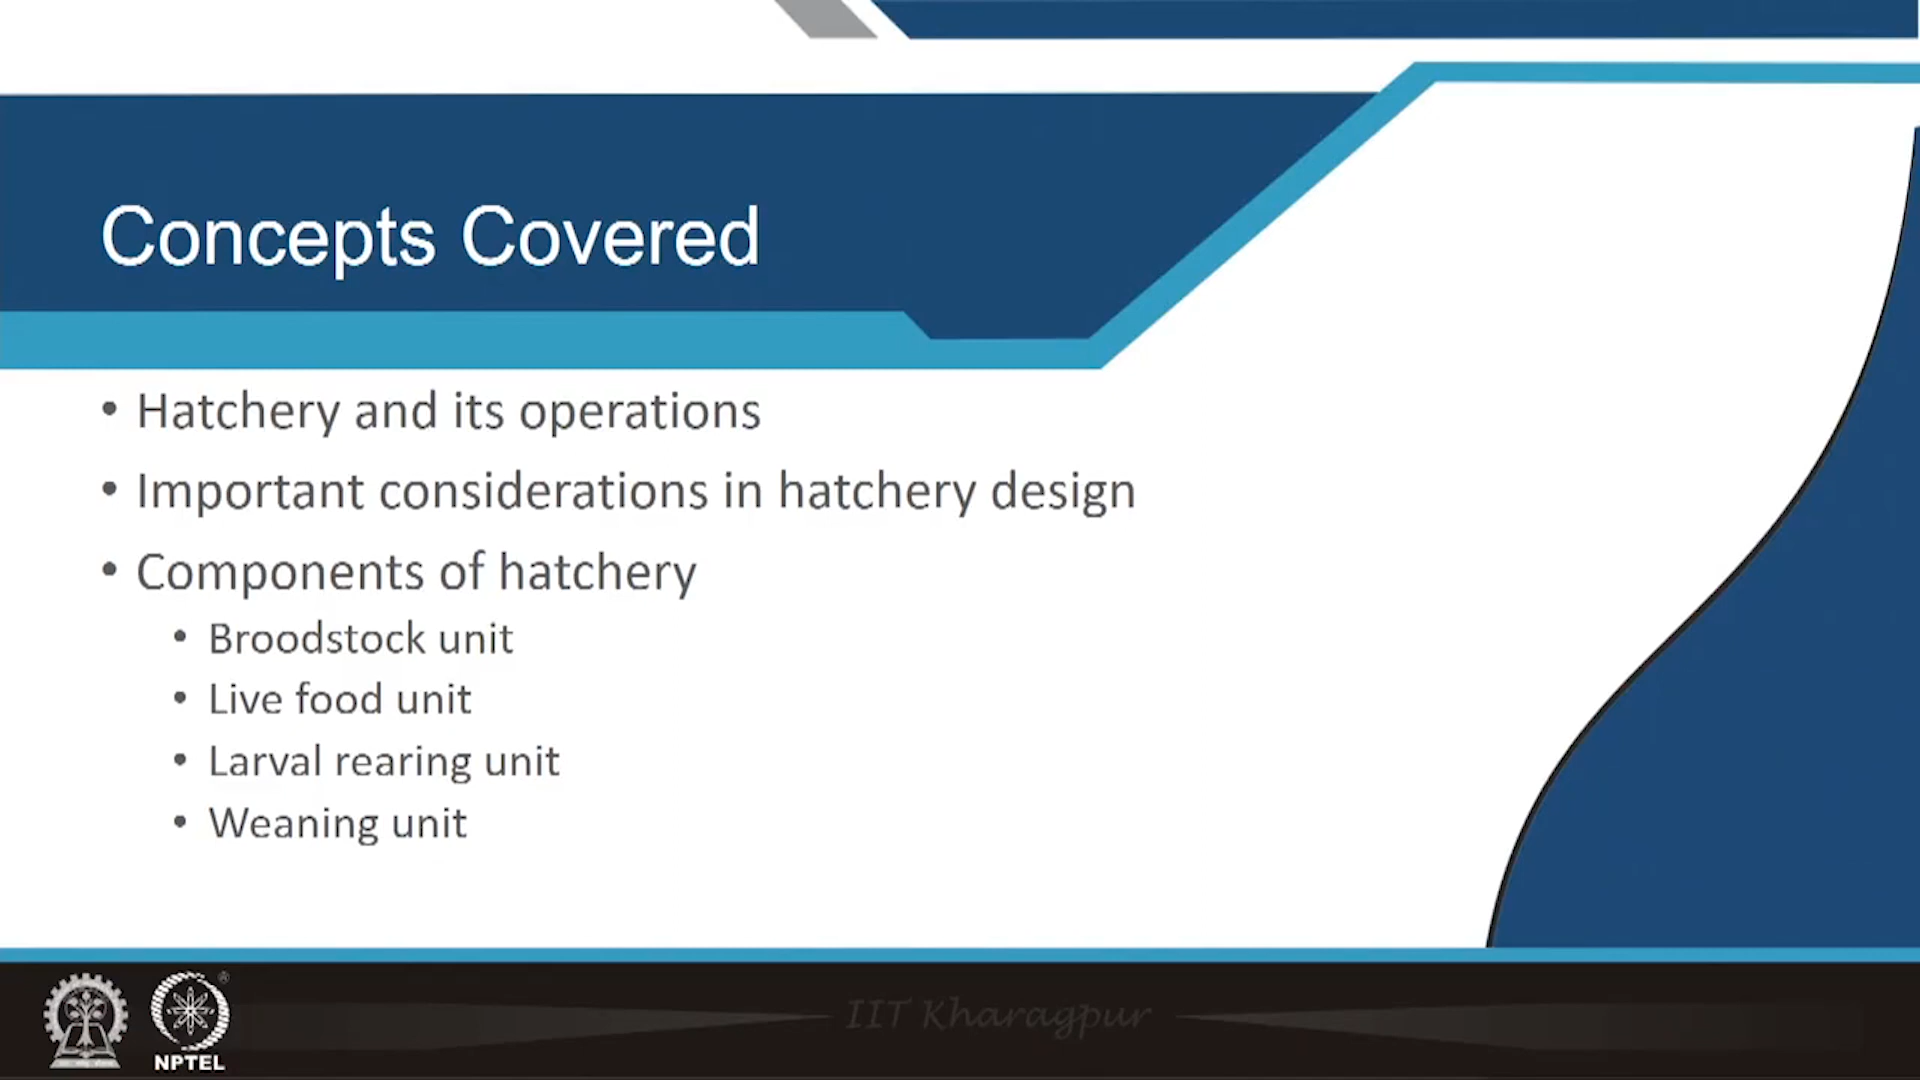 Concepts Covered
• Hatchery and its operations
• Important considerations in hatchery design
• Components of hatchery
• Broodstock unit
• Live food unit
• Larval rearing unit
• Weaning unit
IIT Kharagpur
®
NPTEL